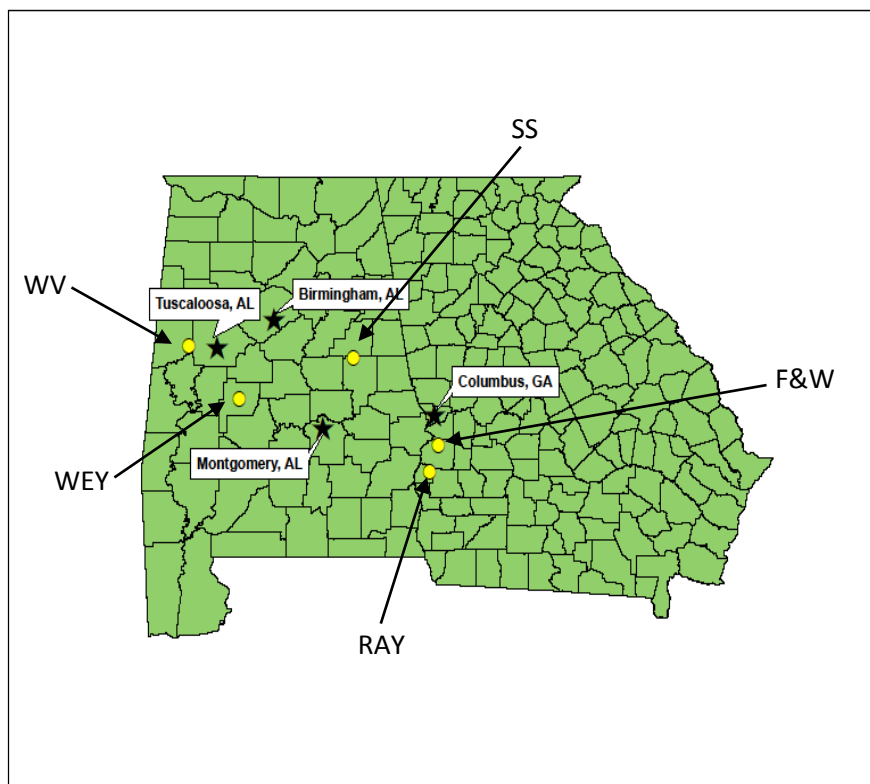 SS
WV
Tuscaloosa, AL
Birmingham, AL
Columbus, GA
F&W
Montgomery, AL
WEY
RAY